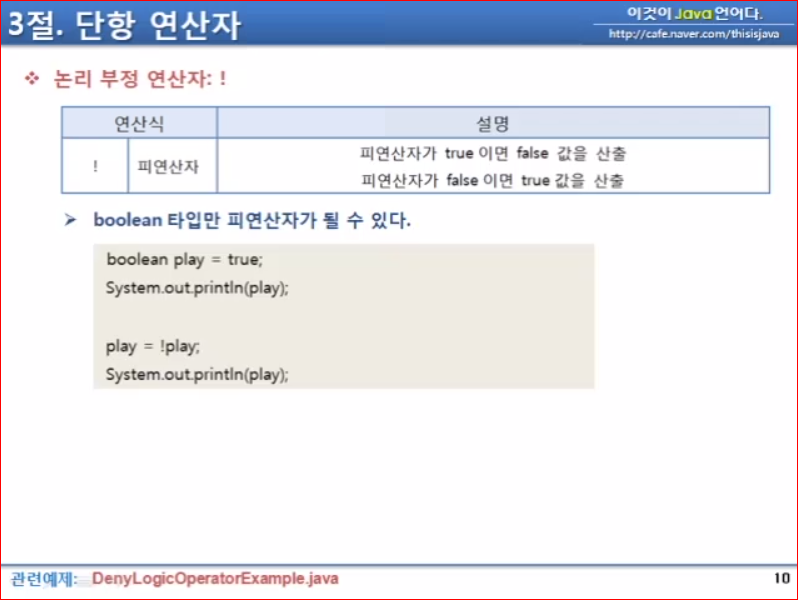 3절. 단항 연산자
이것이 Java 언어다.
http://cafe.naver.com/thisisjava
❖ 논리 부정 연산자: !
연산식 설명
! 피연산자 피연산자가 true 이면 false 값을 산출
피연산자가 false 이면 true 값을 산출
➢ boolean 타입만 피연산자가 될 수 있다.
boolean play = true;
System.out.println(play);
play = !play;
System.out.println(play);
관련예제: DenyLogicOperatorExample.java
10